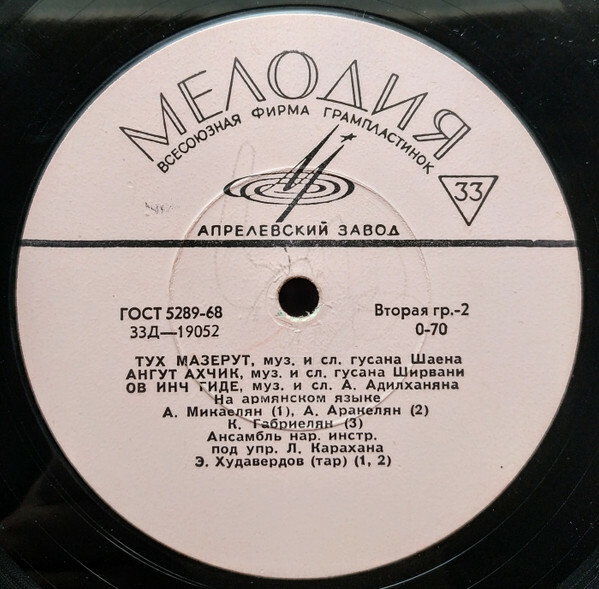 МЕЛОДИЯ
ВСЕСОЮЗНАЯ ФИРМА ГРАМПЛАСТИНОК
33
АПРЕЛЕВСКИЙ ЗАВОД
ГОСТ 5289-68 Вторая гр.-2
33Д—19052 0-70
ТУХ МАЗЕРУТ, муз. и сл. гусана Шаена
АНГУТ АХЧИК, муз. и сл. гусана Ширвани
ОВ ИНЧ ГИДЕ, муз. и сл. А. Адилханяна
На армянском языке
А. Микаелян (1), А. Аракелян (2)
К. Габриелян (3)
Ансамбль нар. инстр.
под упр. Л. Карахана
Э. Худавердов (тар) (1, 2)